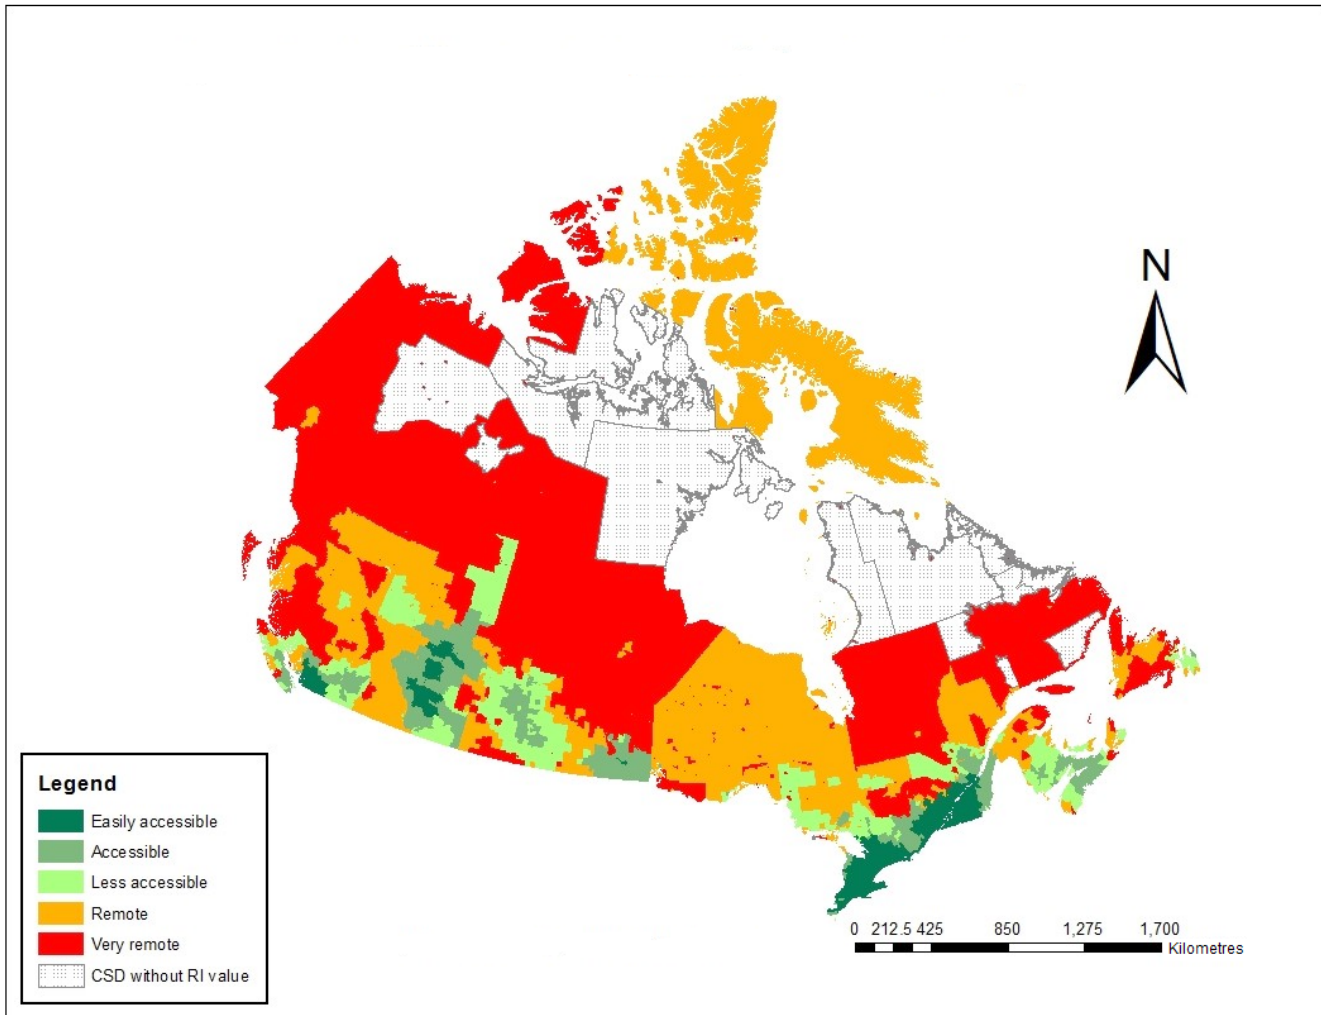 N
Legend
Easily accessible
Accessible
Less accessible
Remote
Very remote
CSD without RI value
0 212.5 425 850 1,275 1,700
Kilometres